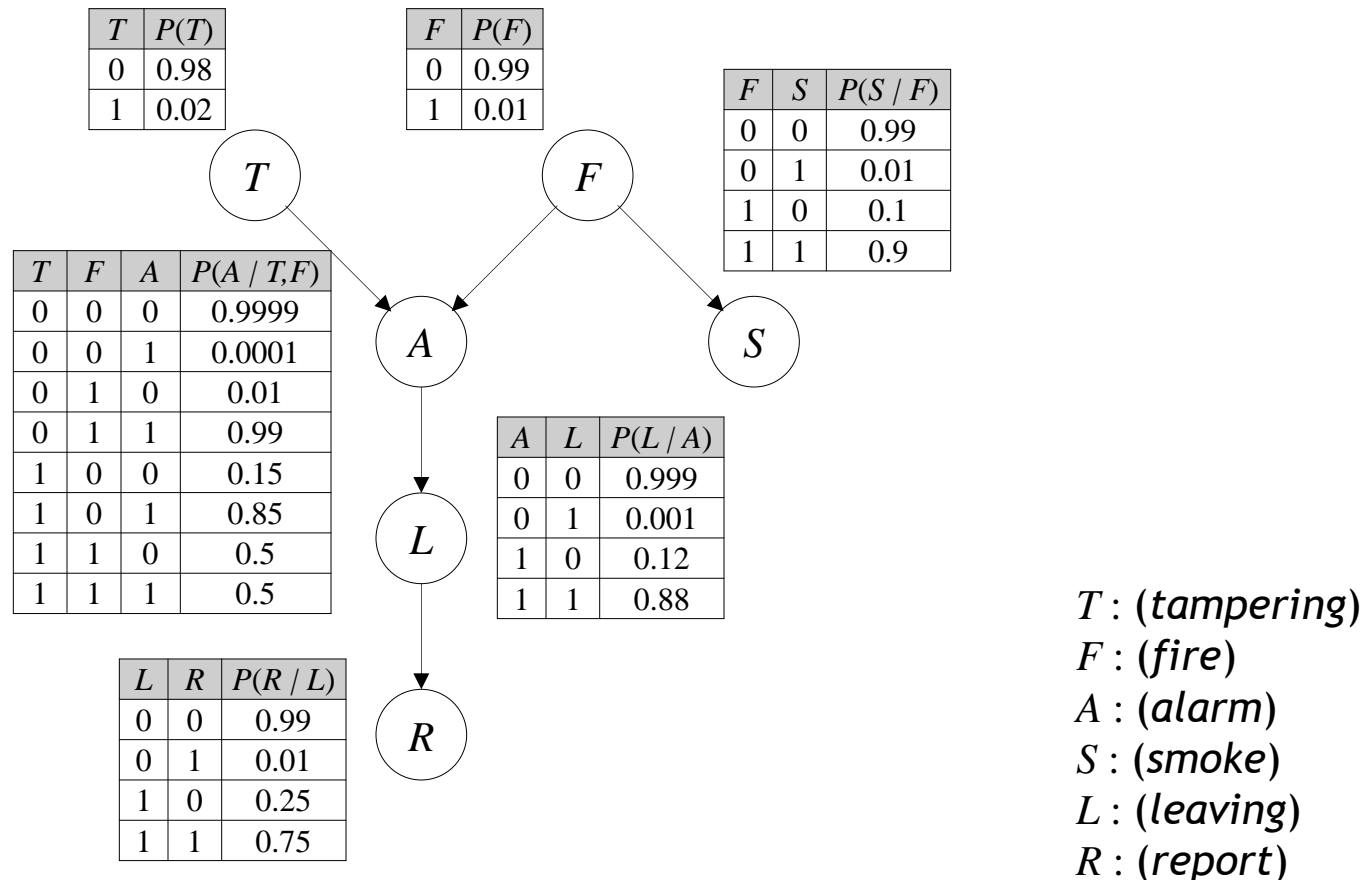 T P(T)
0 0.98
1 0.02
F P(F)
0 0.99
1 0.01
F S P(S / F)
0 0 0.99
0 1 0.01
1 0 0.1
1 1 0.9
T
F
T F A P(A / T,F)
0 0 0 0.9999
0 0 1 0.0001
0 1 0 0.01
0 1 1 0.99
1 0 0 0.15
1 0 1 0.85
1 1 0 0.5
1 1 1 0.5
A
S
A L P(L / A)
0 0 0.999
0 1 0.001
1 0 0.12
1 1 0.88
L
L R P(R / L)
0 0 0.99
0 1 0.01
1 0 0.25
1 1 0.75
R
T : (tampering)
F : (fire)
A : (alarm)
S : (smoke)
L : (leaving)
R : (report)